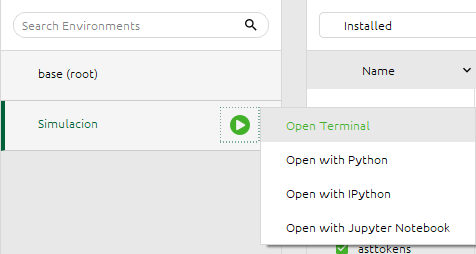 Search Environments
Installed
base (root)
Name
Simulacion
Open Terminal
Open with Python
Open with IPython
Open with Jupyter Notebook
asttokens